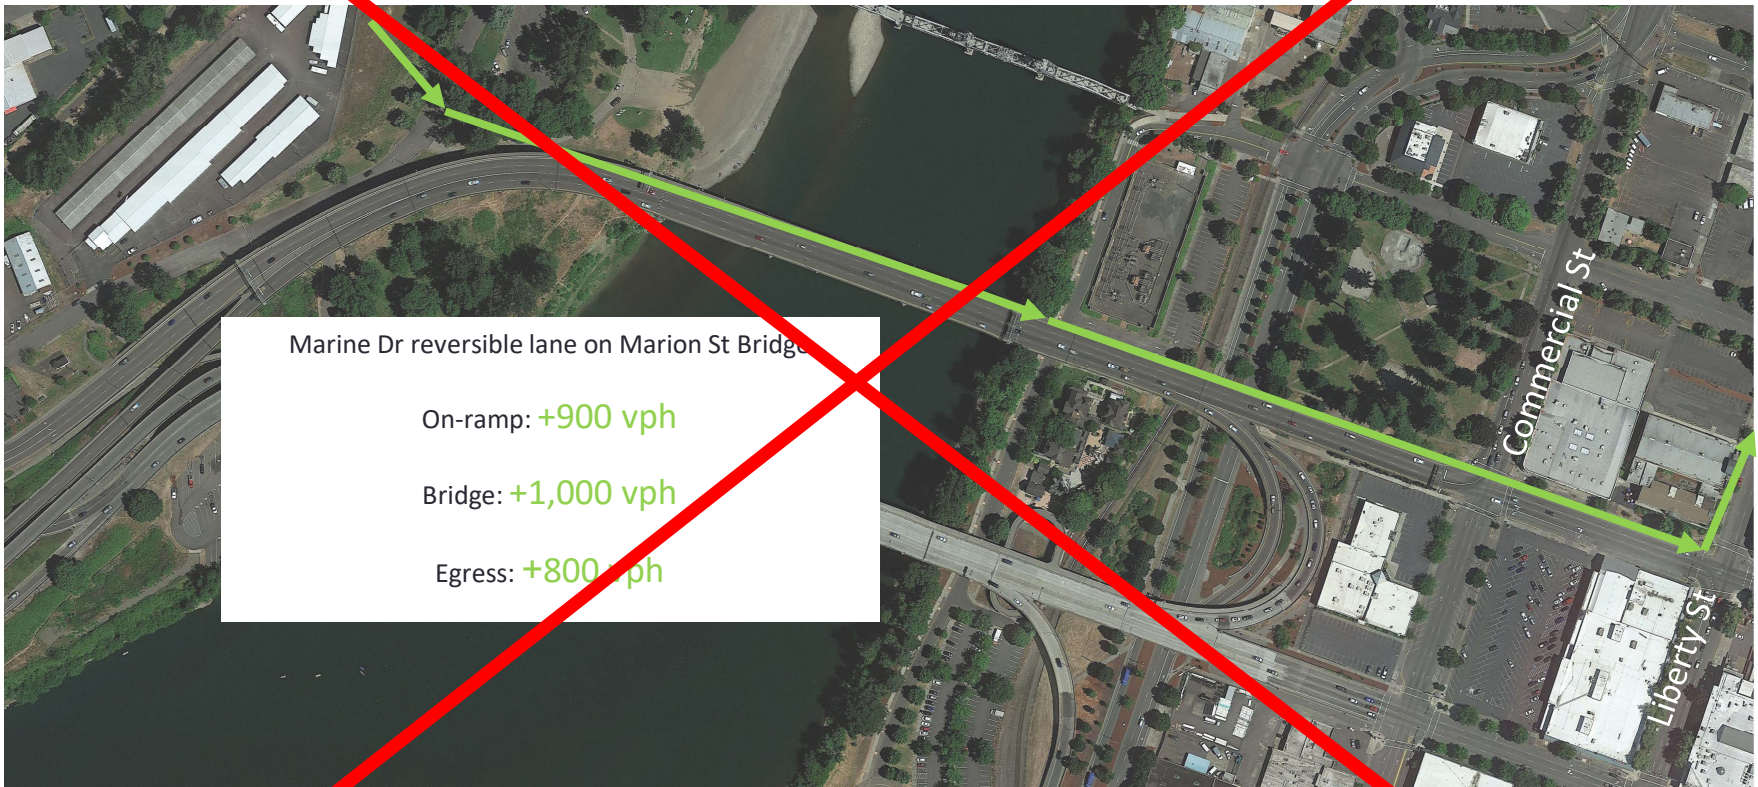 Marine Dr reversible lane on Marion St Bridge
On-ramp: +900 vph
Bridge: +1,000 vph
Egress: +800 vph
Commercial St
Liberty St